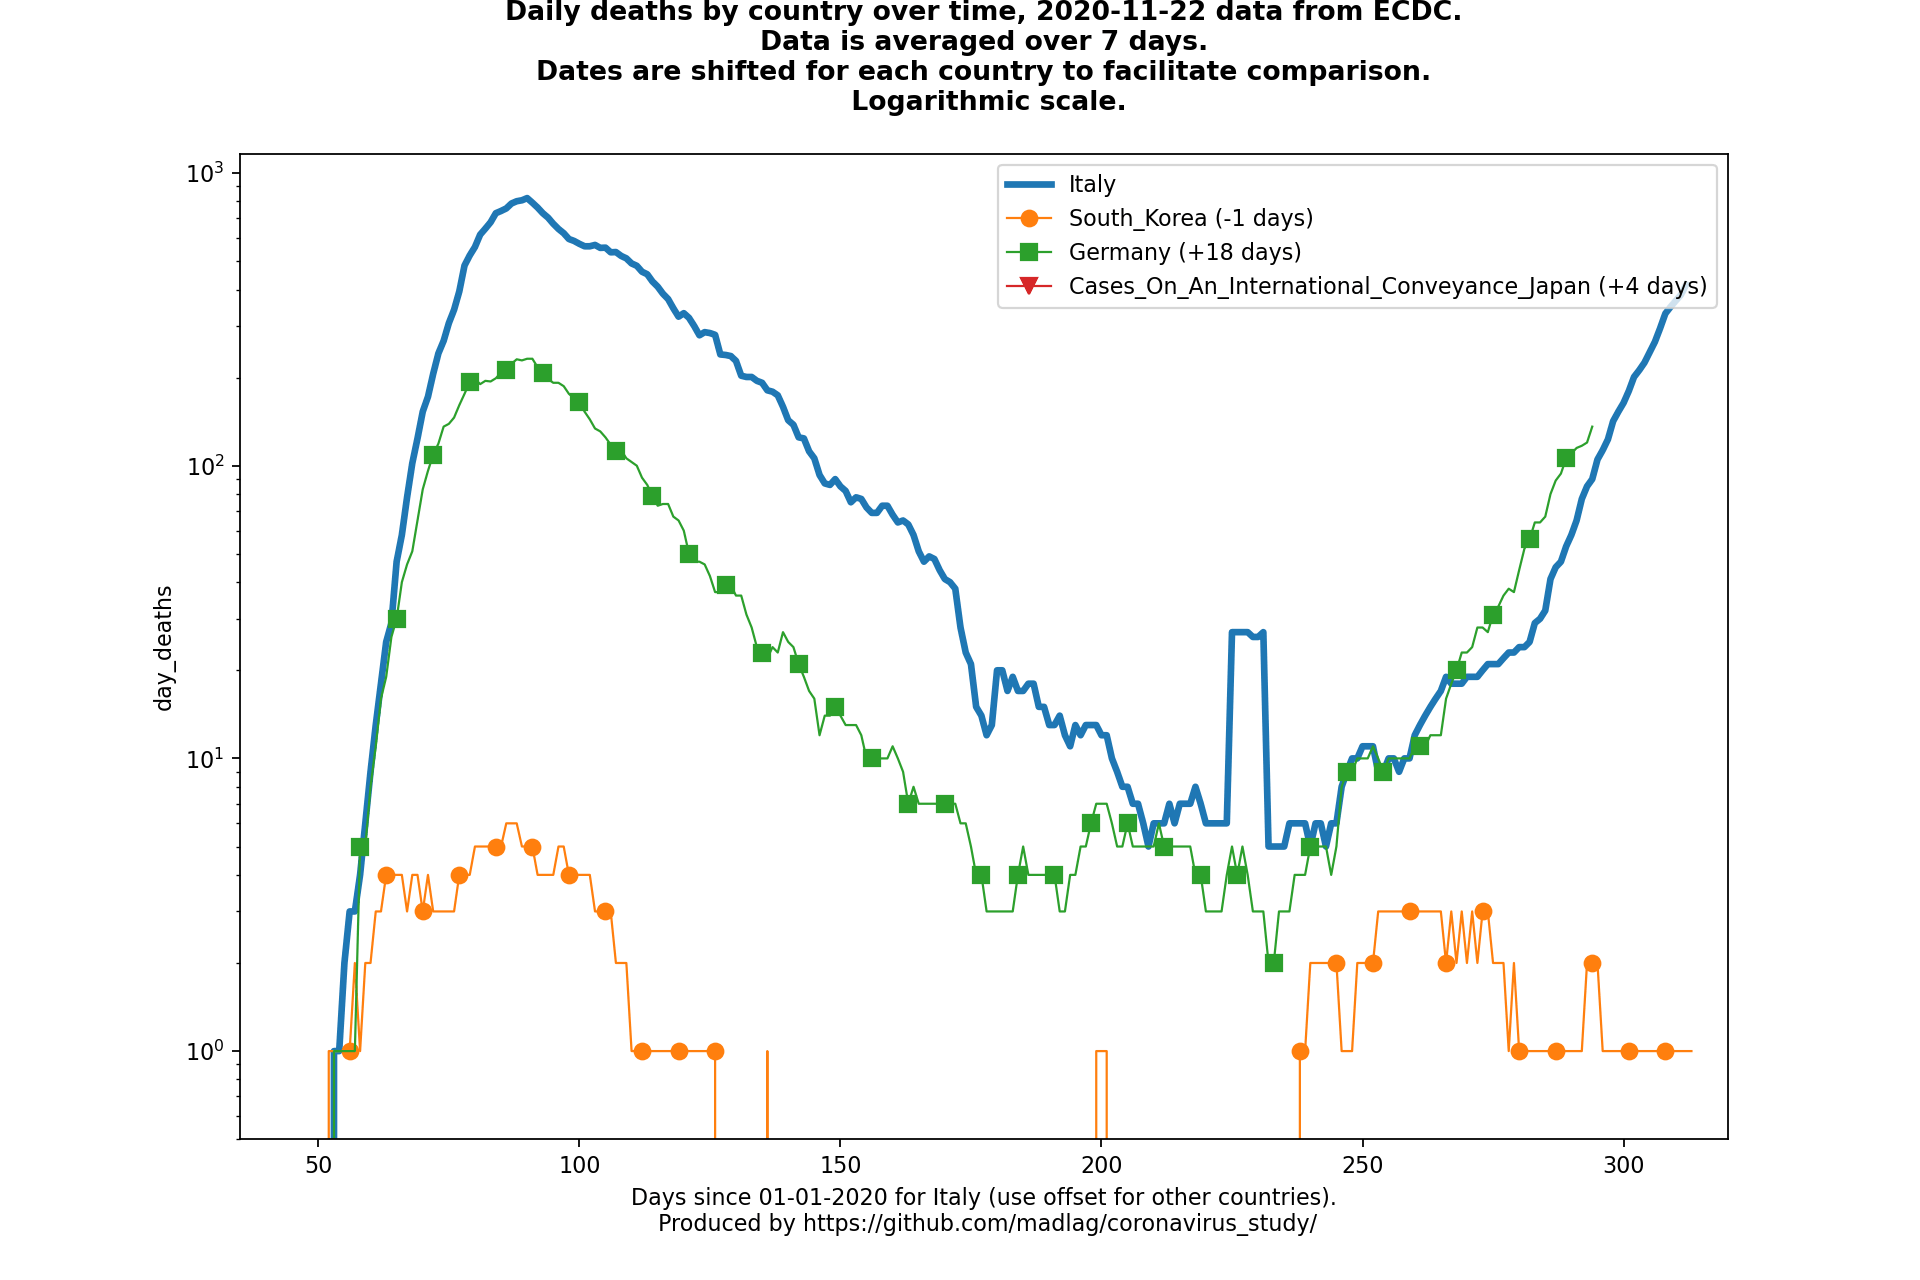 Daily deaths by country over time, 2020-11-22 data from ECDC.
Data is averaged over 7 days.
Dates are shifted for each country to facilitate comparison.
Logarithmic scale.
10³
Italy
South_Korea (-1 days)
Germany (+18 days)
Cases_On_An_International_Conveyance_Japan (+4 days)
10²
day_deaths
10¹
10⁰
50 100 150 200 250 300
Days since 01-01-2020 for Italy (use offset for other countries).
Produced by https://github.com/madlag/coronavirus_study/